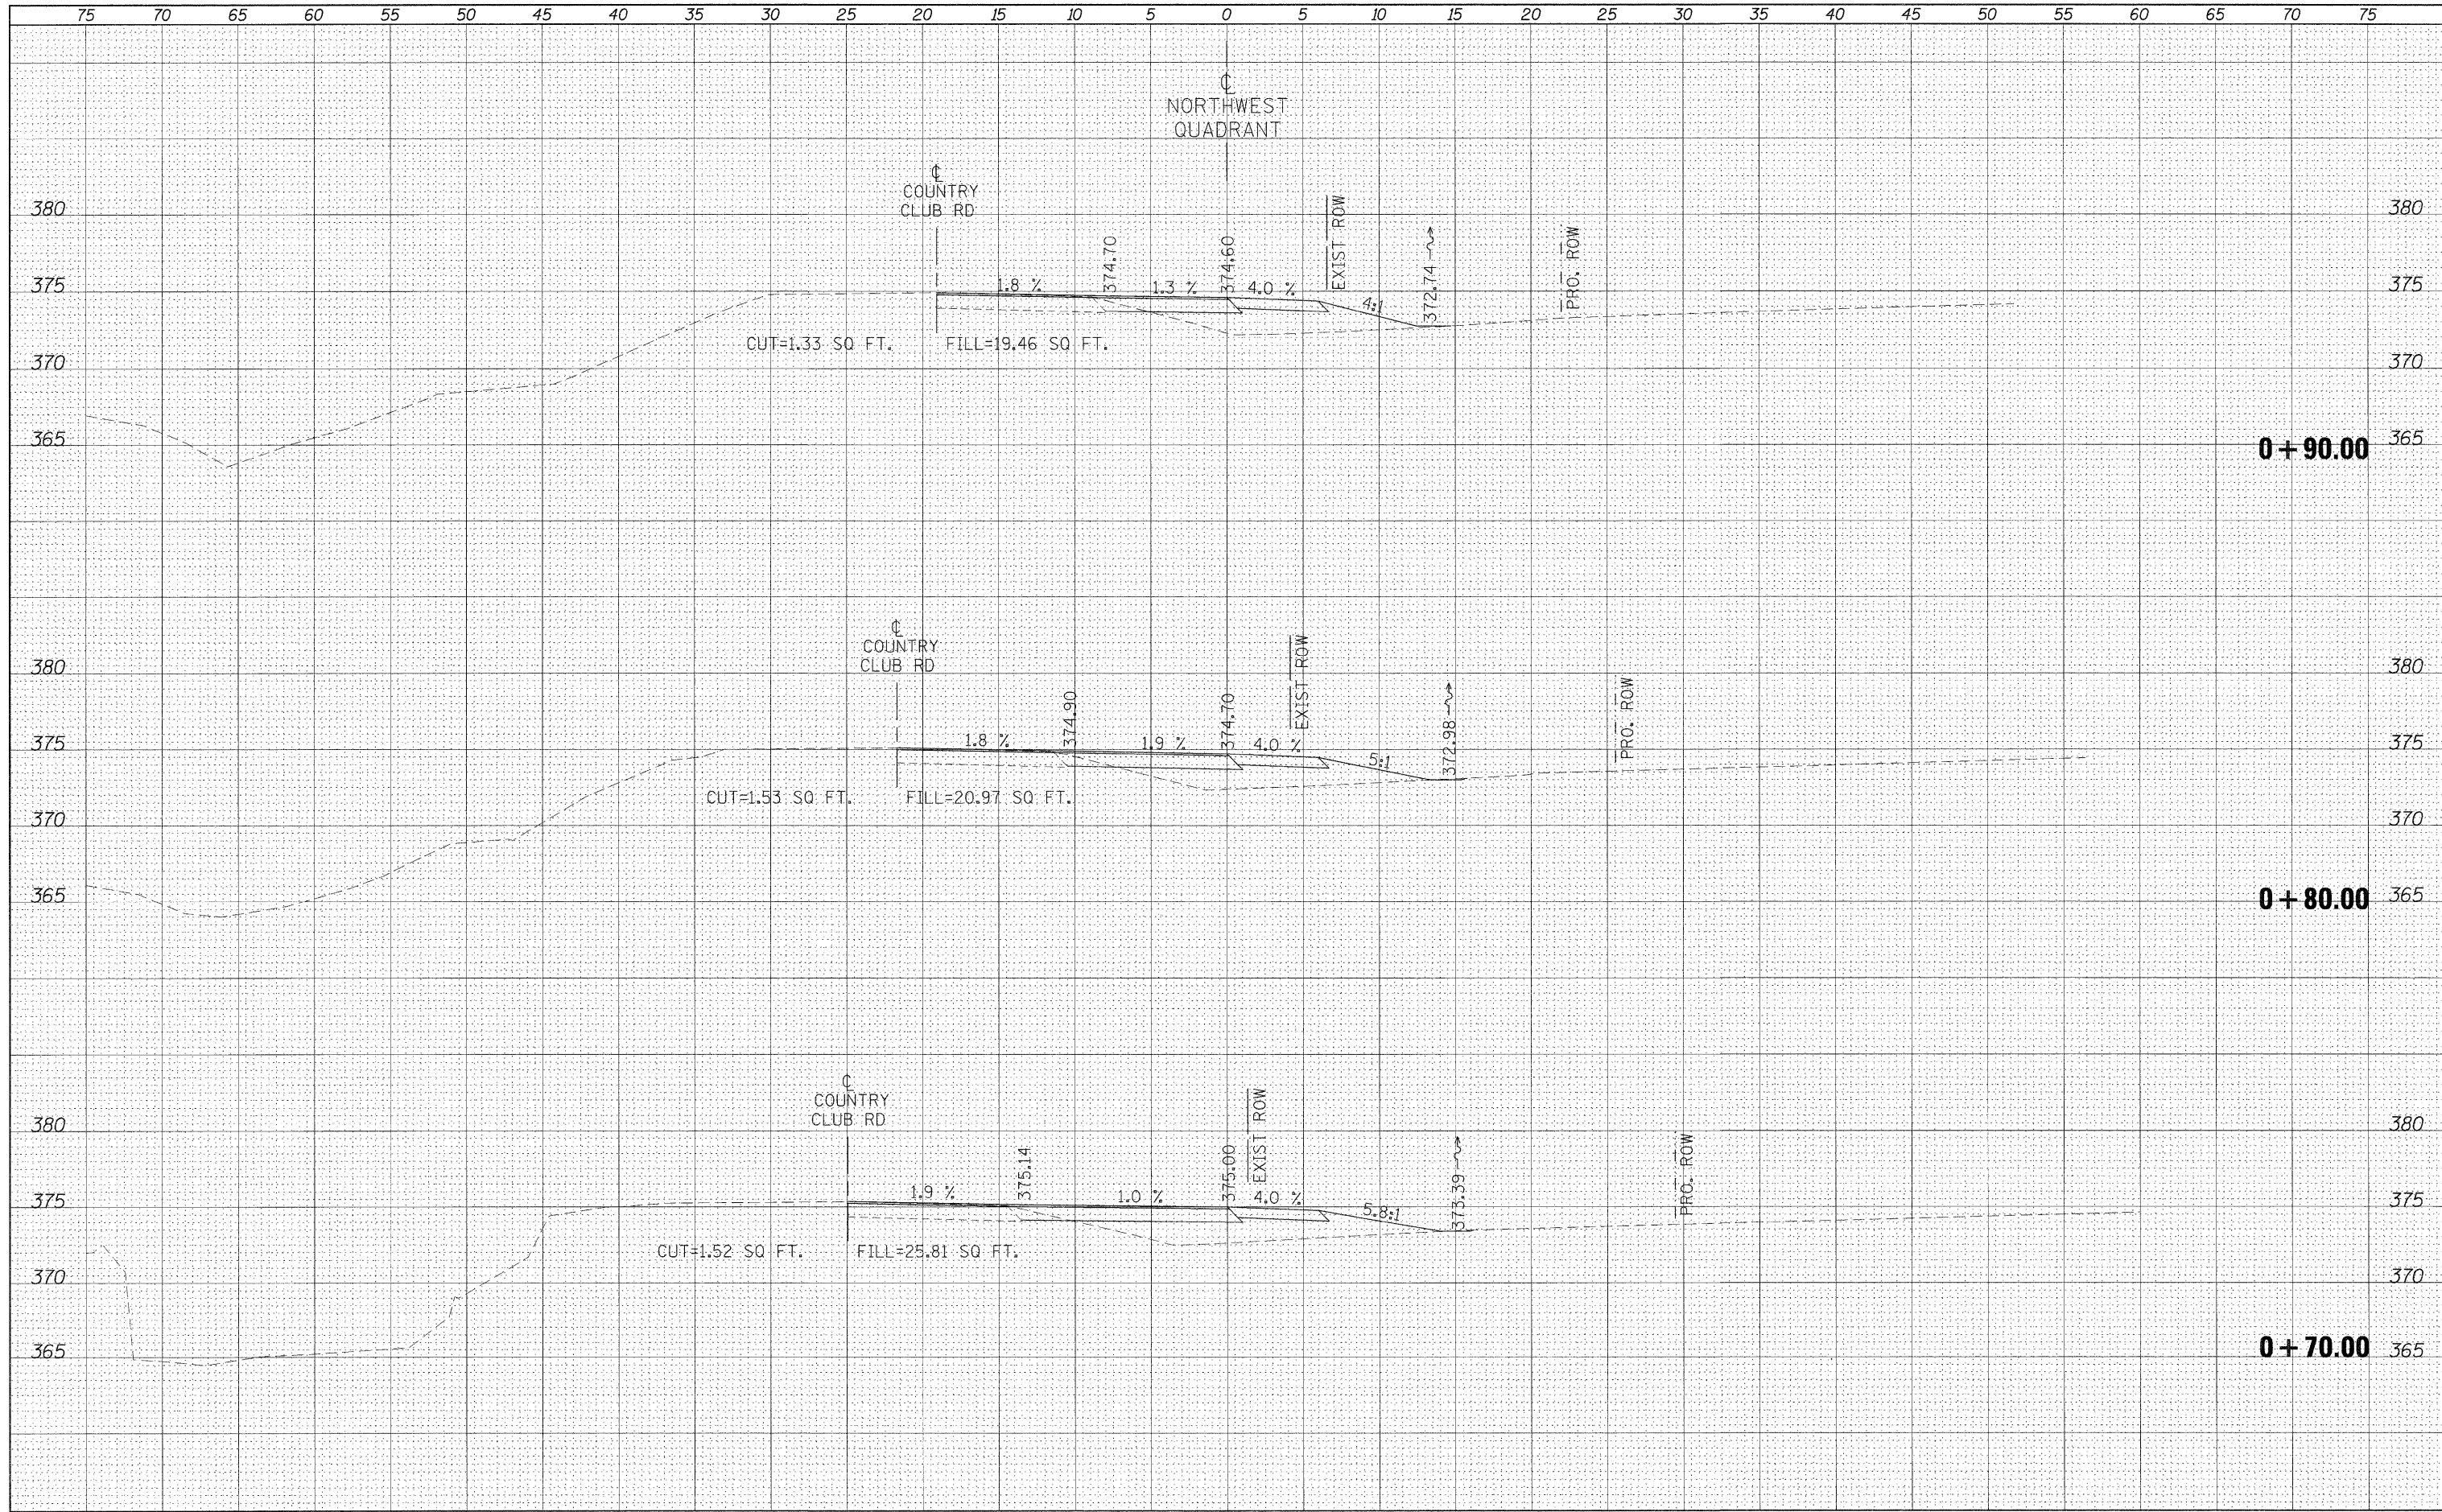 75 70 65 60 55 50 45 40 35 30 25 20 15 10 5 0 5 10 15 20 25 30 35 40 45 50 55 60 65 70 75
℄
NORTHWEST
QUADRANT
℄
COUNTRY
CLUB RD
380
380
374.70
374.60
EXIST ROW
372.74
PRO. ROW
375
1.8 %
1.3 %
4.0 %
4:1
375
CUT=1.33 SQ FT.
FILL=19.46 SQ FT.
370
370
365
0+90.00
365
℄
COUNTRY
CLUB RD
380
380
374.90
374.70
EXIST ROW
372.98
PRO. ROW
375
1.8 %
1.9 %
4.0 %
5:1
375
CUT=1.53 SQ FT.
FILL=20.97 SQ FT.
370
370
365
0+80.00
365
℄
COUNTRY
CLUB RD
380
380
375.14
375.00
EXIST ROW
373.39
PRO. ROW
375
1.9 %
1.0 %
4.0 %
5.8:1
375
CUT=1.52 SQ FT.
FILL=25.81 SQ FT.
370
370
365
0+70.00
365